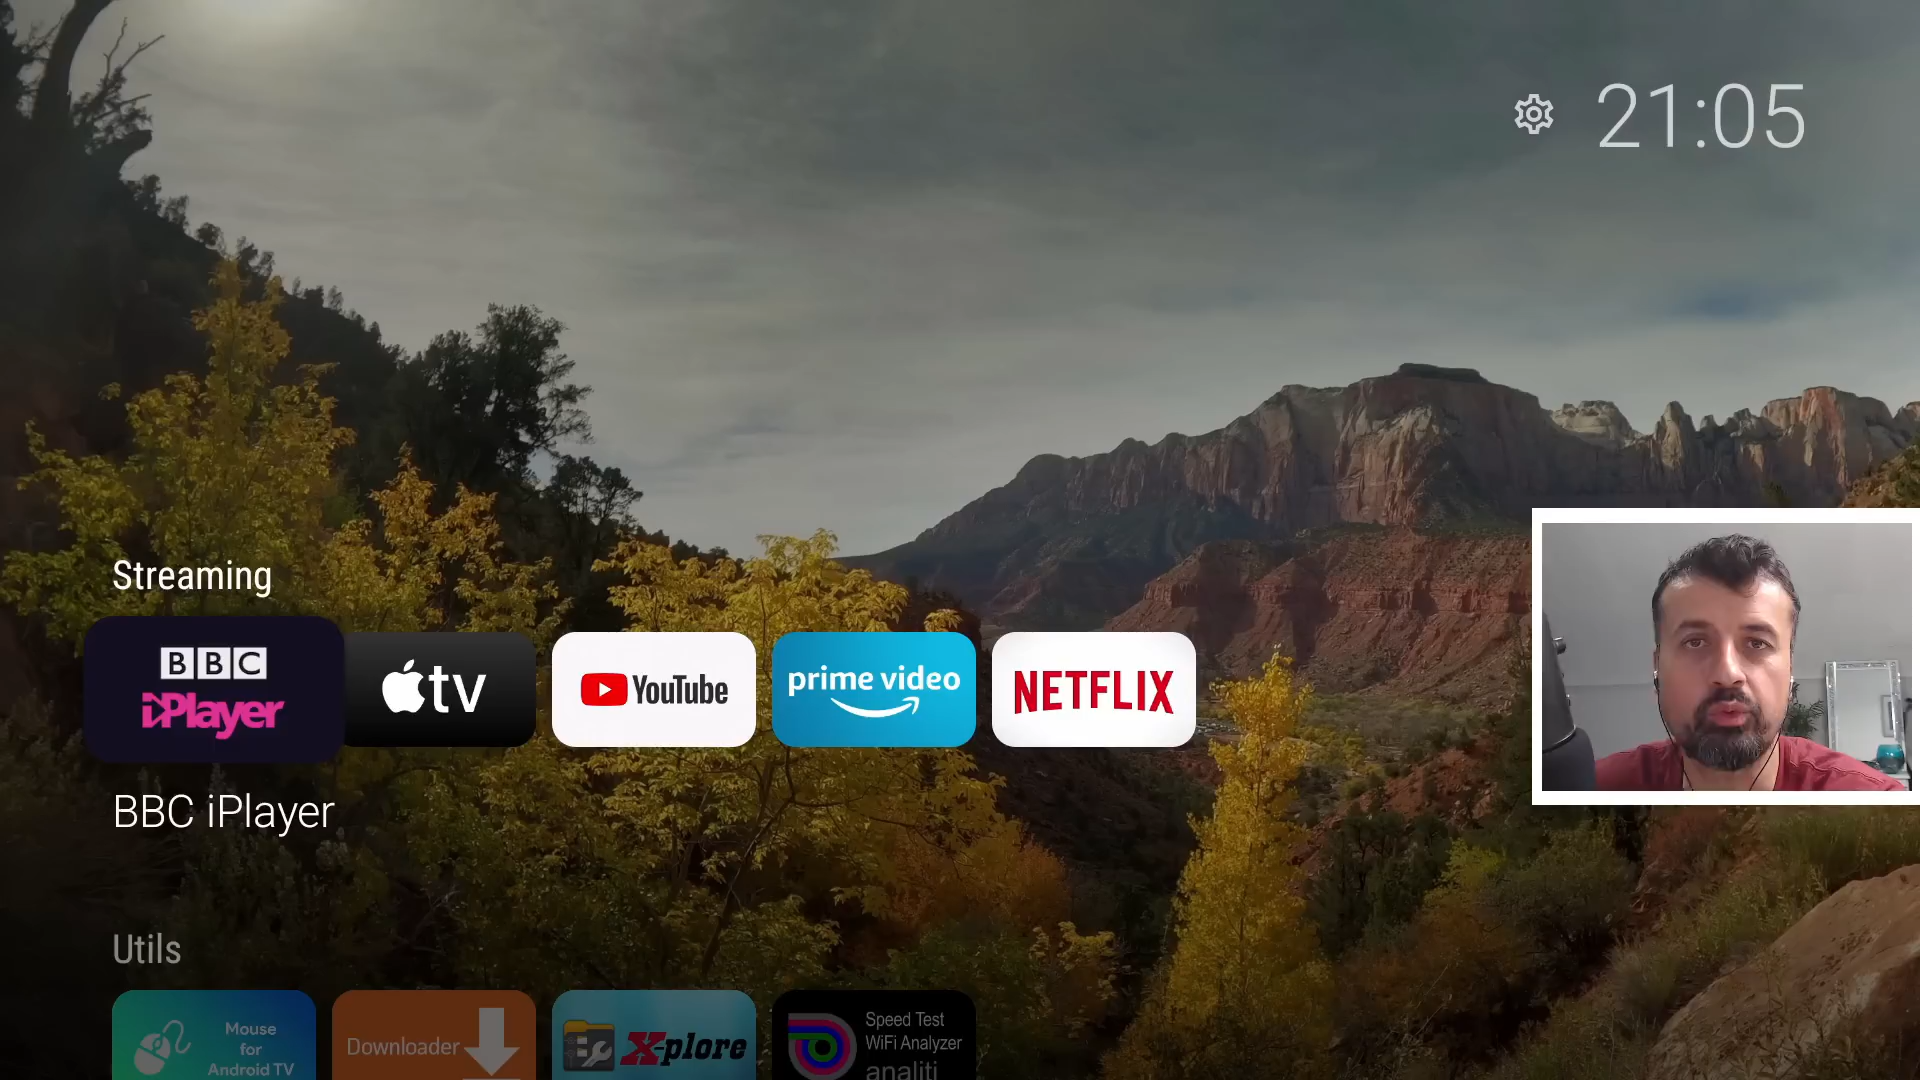 21:05
Streaming
BBC
iPlayer
tv
YouTube
prime video
NETFLIX
BBC iPlayer
Utils
Mouse
for
Android TV
Downloader
X-plore
Speed Test
WiFi Analyzer
analiti